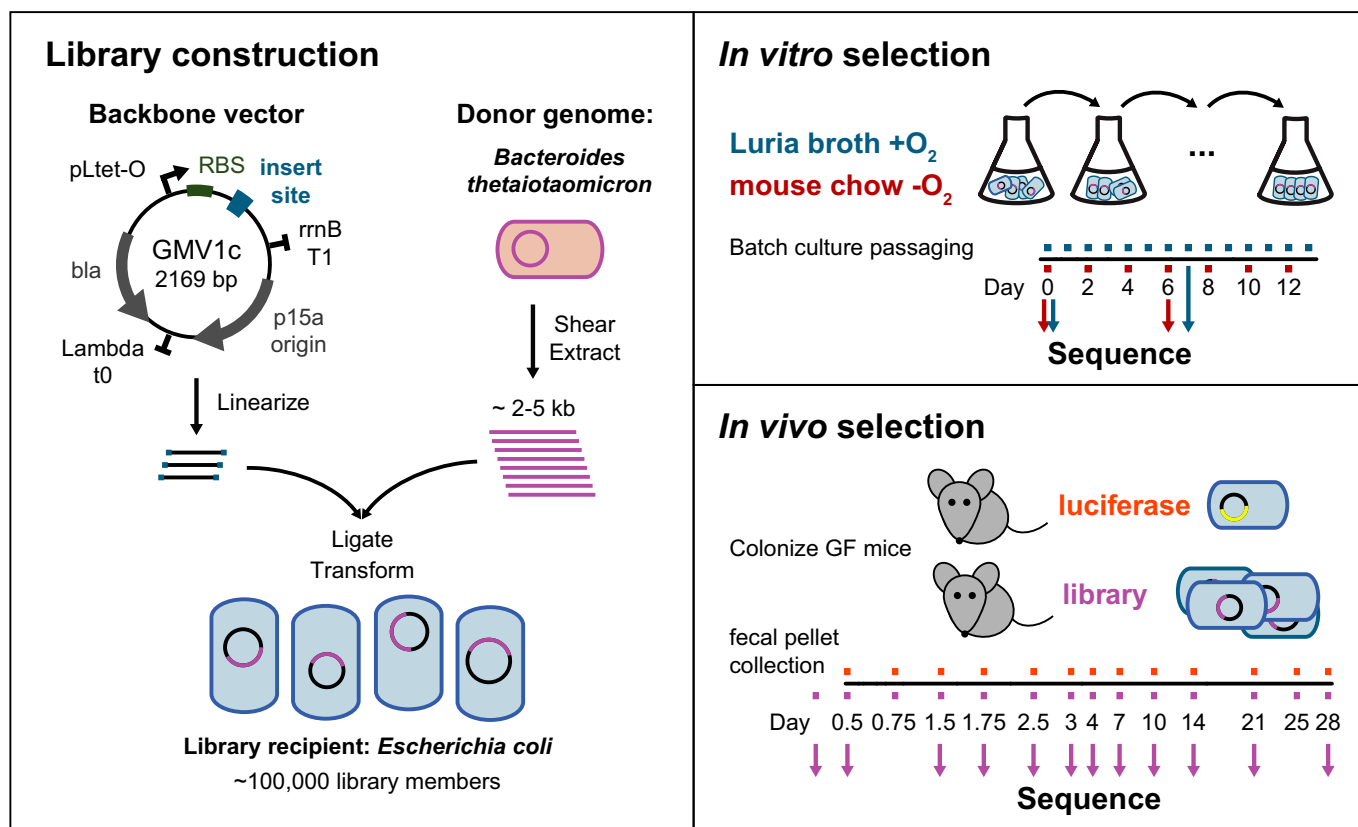 Library construction
Backbone vector
pLtet-O
RBS
insert
site
GMV1c
2169 bp
rrnB
T1
bla
p15a
origin
Lambda
t0
Linearize
Donor genome:
Bacteroides
thetaiotaomicron
Shear
Extract
~ 2-5 kb
Ligate
Transform
Library recipient: Escherichia coli
~100,000 library members
In vitro selection
Luria broth +O2
mouse chow -O2
...
Batch culture passaging
Day 0 2 4 6 8 10 12
Sequence
In vivo selection
luciferase
Colonize GF mice
library
fecal pellet
collection
Day 0.5 0.75 1.5 1.75 2.5 3 4 7 10 14 21 25 28
Sequence